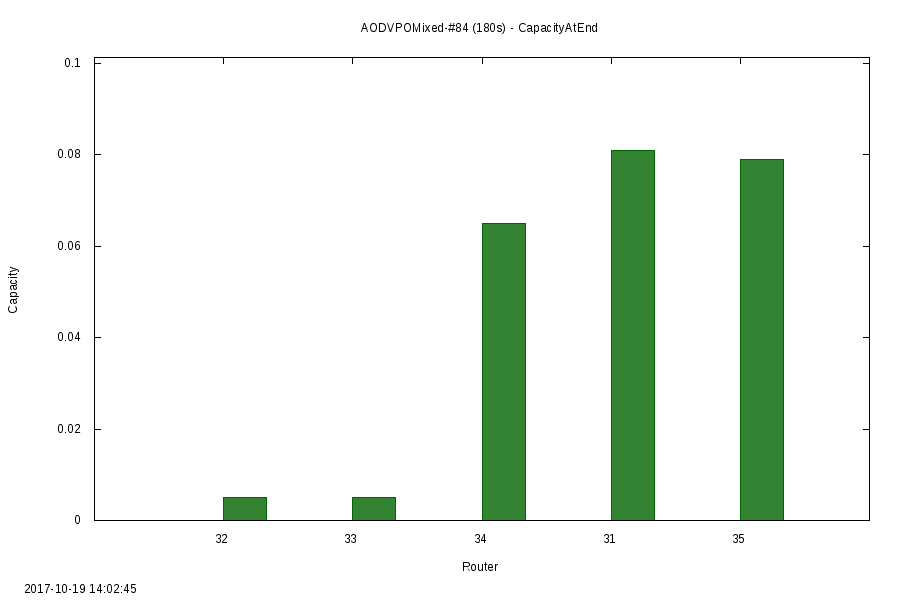 AODVPOMixed-#84 (180s) - CapacityAtEnd
0.1
0.08
0.06
0.04
0.02
0
Capacity
32 33 34 31 35
Router
2017-10-19 14:02:45